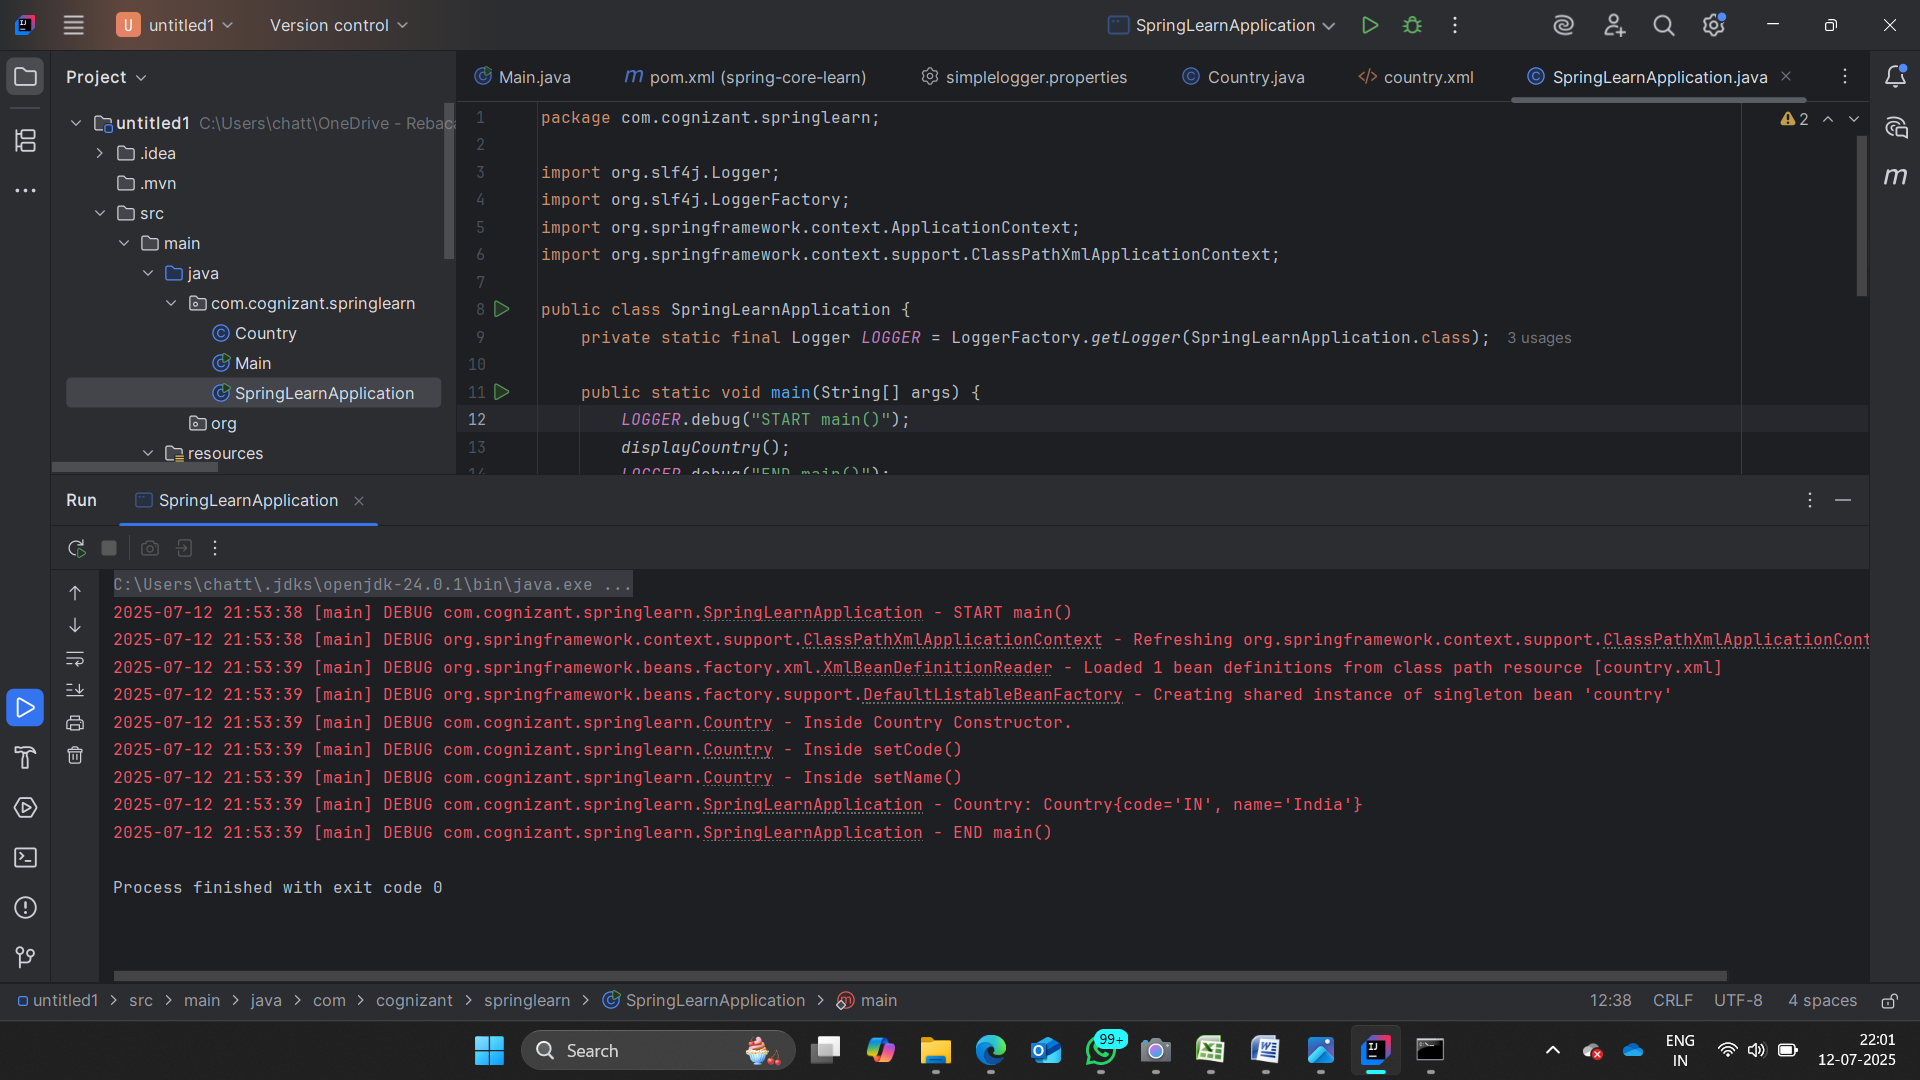 untitled1
Version control
SpringLearnApplication
Project
Main.java
pom.xml (spring-core-learn)
simplelogger.properties
Country.java
country.xml
SpringLearnApplication.java
untitled1 C:\Users\chatt\OneDrive - Rebaca
.idea
.mvn
src
main
java
com.cognizant.springlearn
Country
Main
SpringLearnApplication
org
resources
1 package com.cognizant.springlearn;
2
3 import org.slf4j.Logger;
4 import org.slf4j.LoggerFactory;
5 import org.springframework.context.ApplicationContext;
6 import org.springframework.context.support.ClassPathXmlApplicationContext;
7
8 public class SpringLearnApplication {
9 private static final Logger LOGGER = LoggerFactory.getLogger(SpringLearnApplication.class); 3 usages
10
11 public static void main(String[] args) {
12 LOGGER.debug("START main()");
13 displayCountry();
14 LOGGER.debug("END main()");
2
Run
SpringLearnApplication
C:\Users\chatt\.jdks\openjdk-24.0.1\bin\java.exe ...
2025-07-12 21:53:38 [main] DEBUG com.cognizant.springlearn.SpringLearnApplication - START main()
2025-07-12 21:53:38 [main] DEBUG org.springframework.context.support.ClassPathXmlApplicationContext - Refreshing org.springframework.context.support.ClassPathXmlApplicationCont
2025-07-12 21:53:39 [main] DEBUG org.springframework.beans.factory.xml.XmlBeanDefinitionReader - Loaded 1 bean definitions from class path resource [country.xml]
2025-07-12 21:53:39 [main] DEBUG org.springframework.beans.factory.support.DefaultListableBeanFactory - Creating shared instance of singleton bean 'country'
2025-07-12 21:53:39 [main] DEBUG com.cognizant.springlearn.Country - Inside Country Constructor.
2025-07-12 21:53:39 [main] DEBUG com.cognizant.springlearn.Country - Inside setCode()
2025-07-12 21:53:39 [main] DEBUG com.cognizant.springlearn.Country - Inside setName()
2025-07-12 21:53:39 [main] DEBUG com.cognizant.springlearn.SpringLearnApplication - Country: Country{code='IN', name='India'}
2025-07-12 21:53:39 [main] DEBUG com.cognizant.springlearn.SpringLearnApplication - END main()
Process finished with exit code 0
untitled1 > src > main > java > com > cognizant > springlearn > SpringLearnApplication > main
12:38 CRLF UTF-8 4 spaces
Search
99+
ENG
IN
22:01
12-07-2025